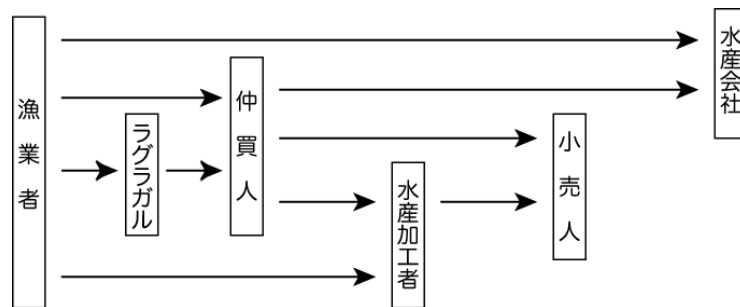 漁業者
ラグラガル
仲買人
水産加工者
小売人
水産会社